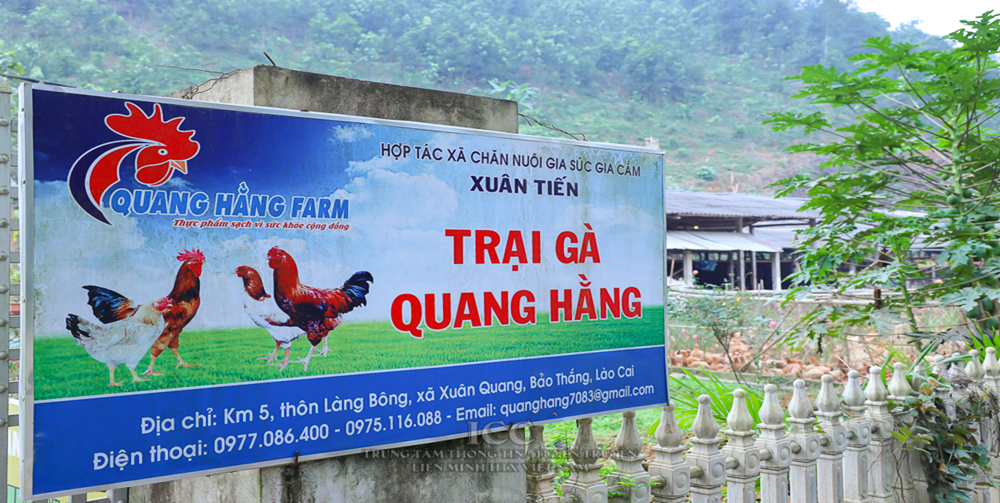 HỢP TÁC XÃ CHĂN NUÔI GIA SÚC GIA CẦM
XUÂN TIẾN
QUANG HẰNG FARM
Thực phẩm sạch vì sức khỏe cộng đồng
TRẠI GÀ
QUANG HẰNG
Địa chỉ: Km 5, thôn Làng Bông, xã Xuân Quang, Bảo Thắng, Lào Cai
Điện thoại: 0977.086.400 - 0975.116.088 - Email: quanghang7083@gmail.com
ICC
TRUNG TÂM THÔNG TIN TUYÊN TRUYỀN
LIÊN MINH HTX VIỆT NAM